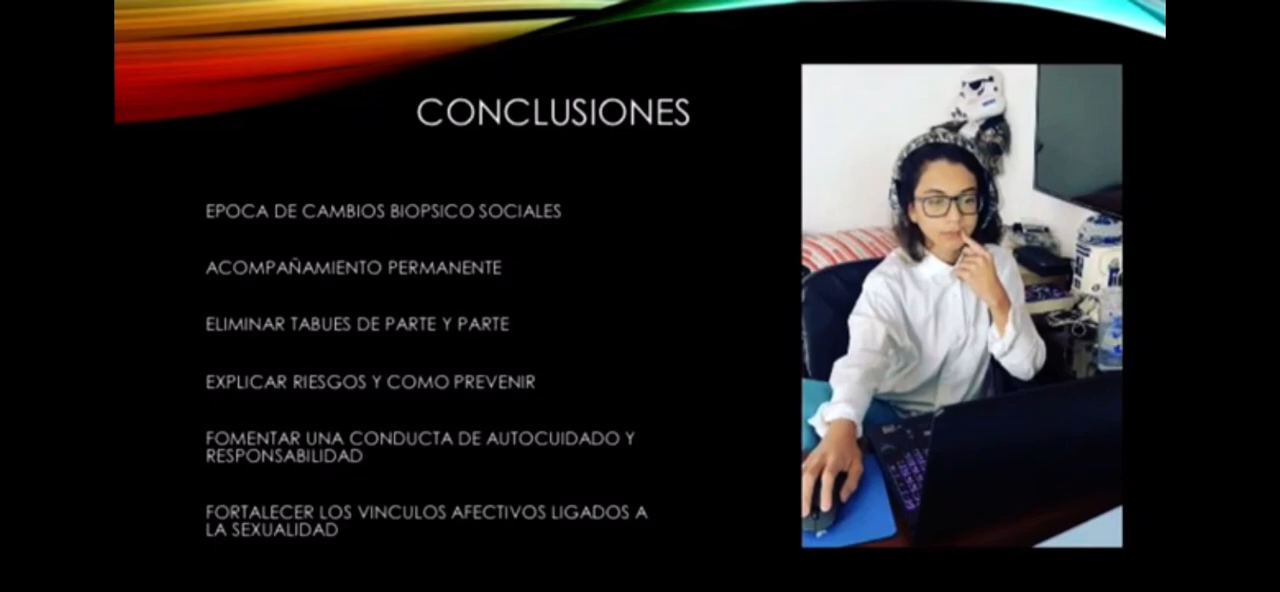 CONCLUSIONES
EPOCA DE CAMBIOS BIOPSICO SOCIALES
ACOMPAÑAMIENTO PERMANENTE
ELIMINAR TABUES DE PARTE Y PARTE
EXPLICAR RIESGOS Y COMO PREVENIR
FOMENTAR UNA CONDUCTA DE AUTOCUIDADO Y
RESPONSABILIDAD
FORTALECER LOS VINCULOS AFECTIVOS LIGADOS A
LA SEXUALIDAD